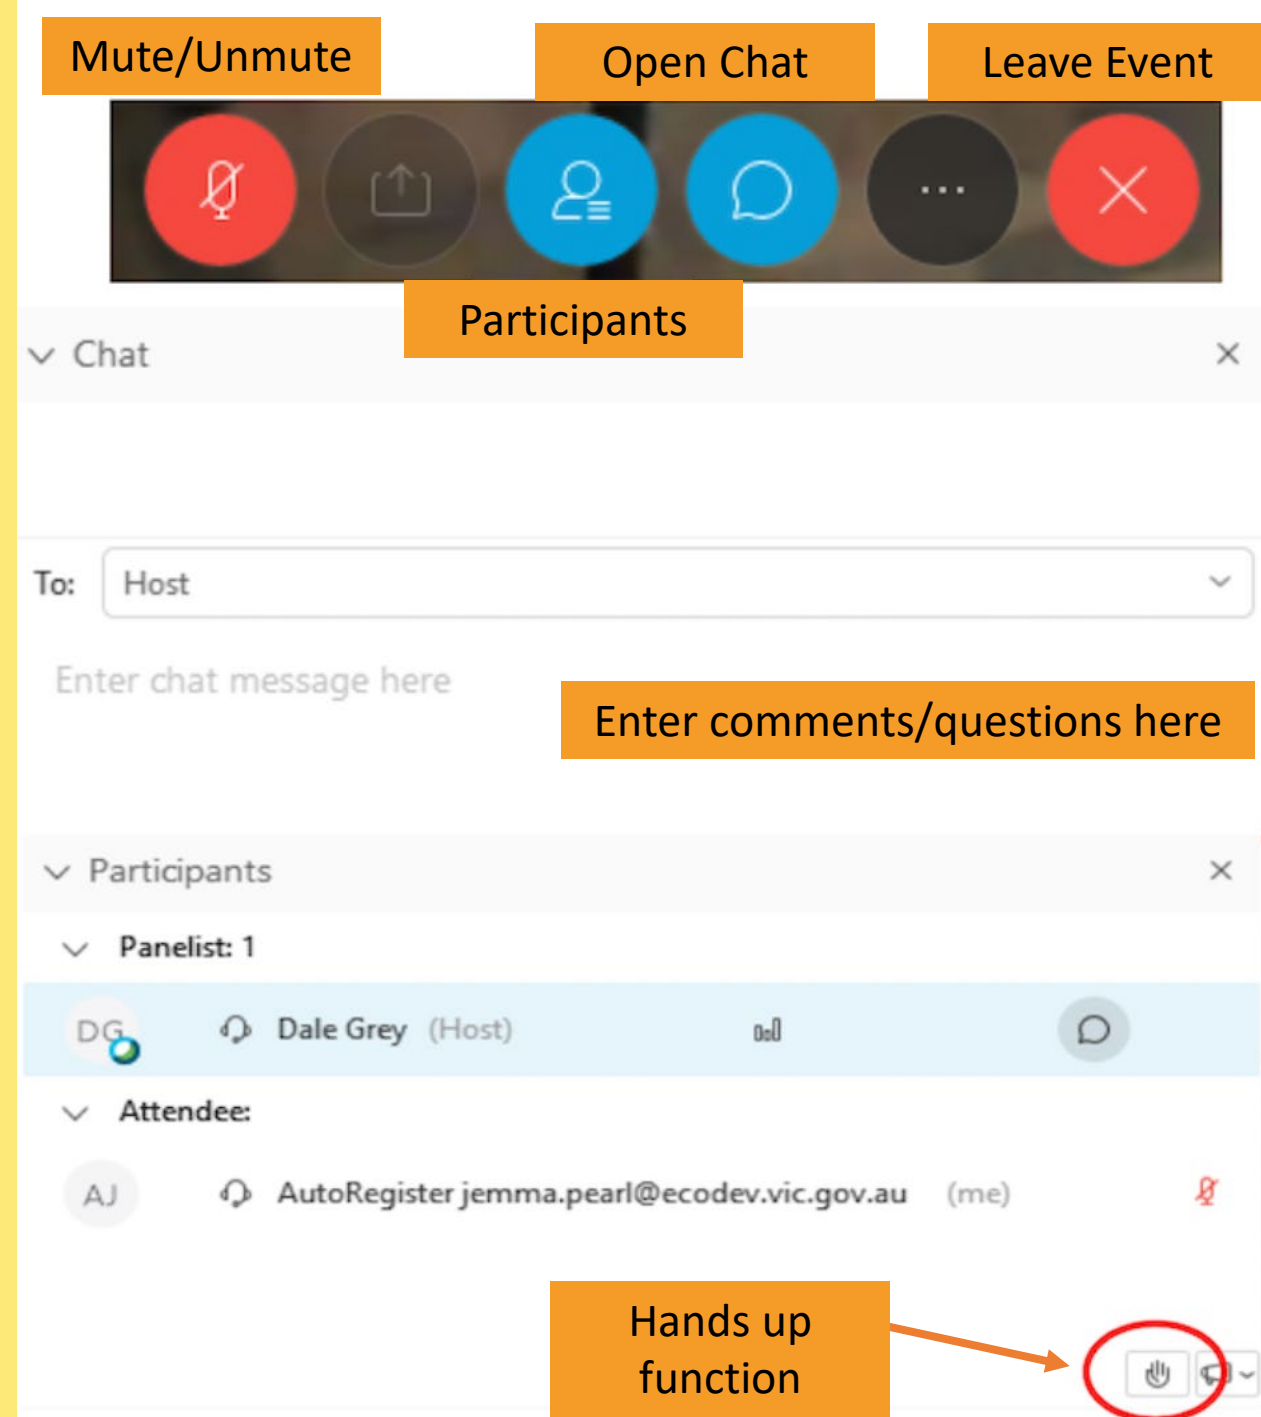 Mute/Unmute
Open Chat
Leave Event
Participants
Chat
To:
Host
Enter chat message here
Enter comments/questions here
Participants
Panelist: 1
DG
Dale Grey (Host)
Attendee:
AJ
AutoRegister jemma.pearl@ecodev.vic.gov.au (me)
Hands up
function